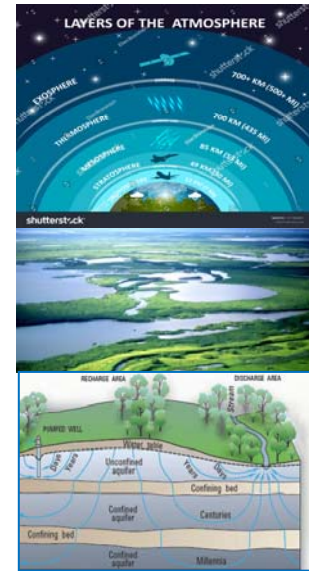 LAYERS OF THE ATMOSPHERE
EXOSPHERE
700+ KM (500+ MI)
THERMOSPHERE
700 KM (435 MI)
MESOSPHERE
85 KM (53 MI)
STRATOSPHERE
shutterstock
RECHARGE AREA
DISCHARGE AREA
Stream
PUMPED WELL
Water table
Days
Years
Unconfined
aquifer
Years
Days
Confining bed
Confined
aquifer
Centuries
Confining bed
Confined
aquifer
Millennia